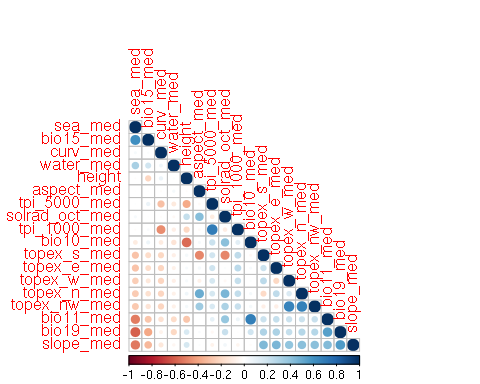 sea_med
bio15_med
curv_med
water_med
height
aspect_med
tpi_5000_med
solrad_oct_med
tpi_1000_med
bio10_med
topex_s_med
topex_e_med
topex_w_med
topex_n_med
topex_nw_med
bio11_med
bio19_med
slope_med
sea_med
bio15_med
curv_med
water_med
height
aspect_med
tpi_5000_med
solrad_oct_med
tpi_1000_med
bio10_med
topex_s_med
topex_e_med
topex_w_med
topex_n_med
topex_nw_med
bio11_med
bio19_med
slope_med
-1 -0.8 -0.6 -0.4 -0.2 0 0.2 0.4 0.6 0.8 1